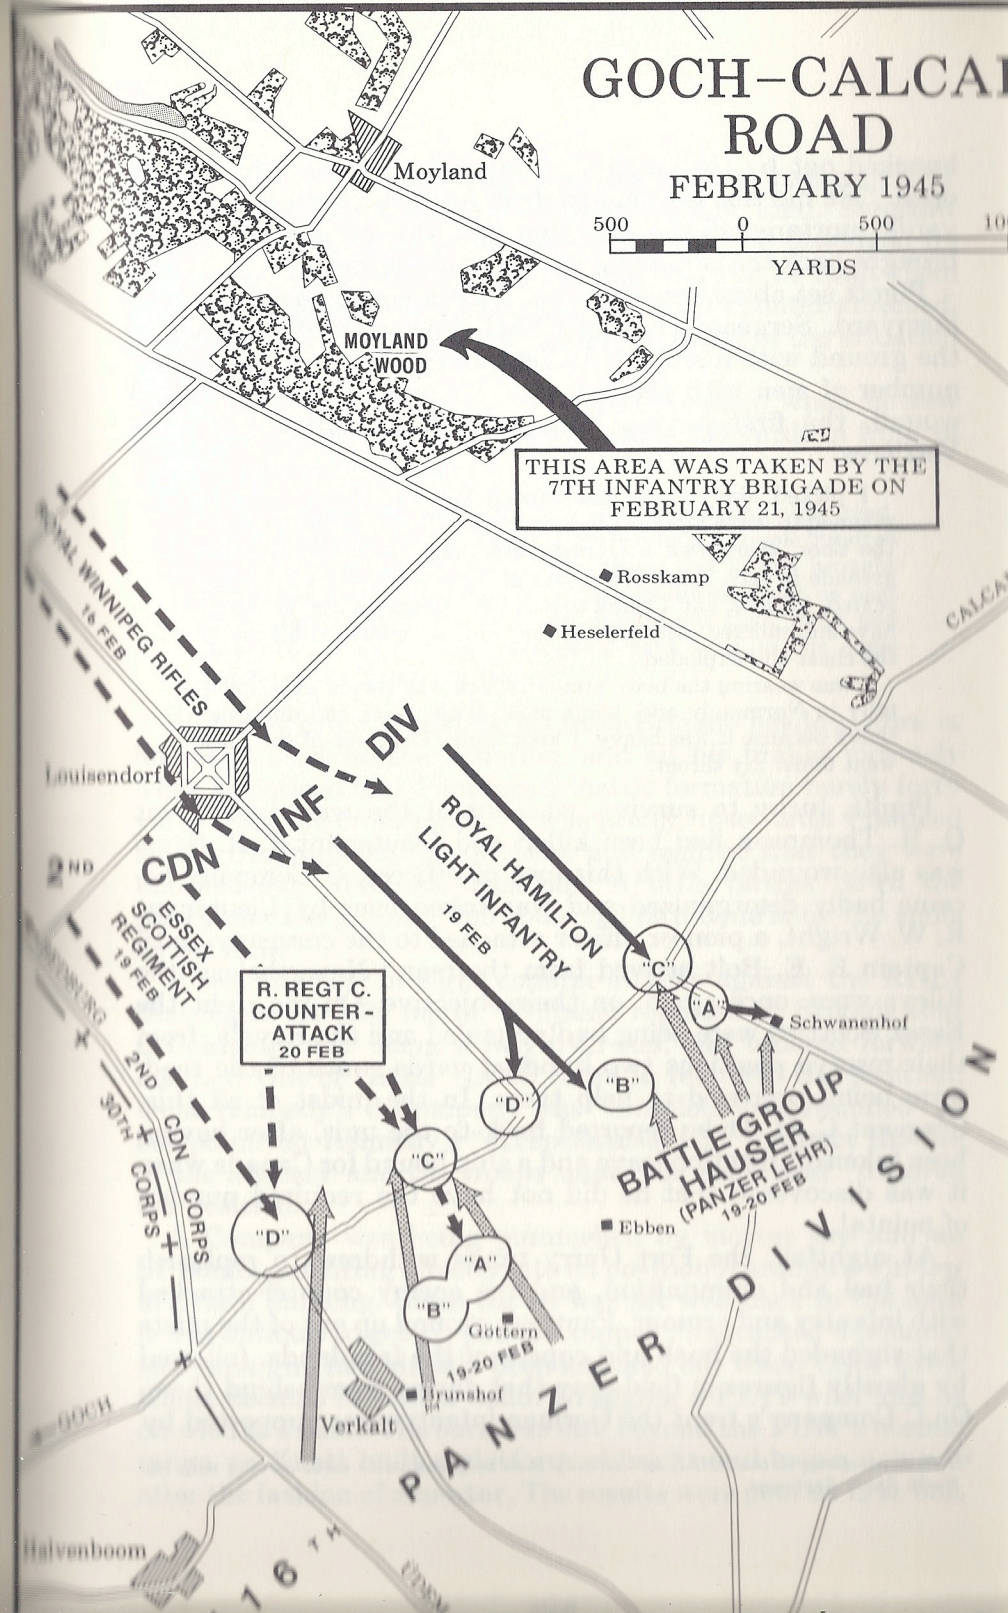 GOCH–CALCA
ROAD
FEBRUARY 1945
500 0 500
YARDS
Moyland
MOYLAND
WOOD
THIS AREA WAS TAKEN BY THE
7TH INFANTRY BRIGADE ON
FEBRUARY 21, 1945
Rosskamp
Heselerfeld
CALCA
ROYAL WINNIPEG RIFLES
16 FEB
Louisendorf
2ND CDN INF DIV
ROYAL HAMILTON
LIGHT INFANTRY
19 FEB
ESSEX
SCOTTISH
REGIMENT
19 FEB
R. REGT C.
COUNTER-
ATTACK
20 FEB
"C"
"A"
Schwanenhof
"B"
"D"
"C"
"D"
"A"
"B"
BATTLE GROUP
HAUSER
(PANZER LEHR)
19-20 FEB
Ebben
Göttern
19-20 FEB
Brunshof
Verkalt
2ND CDN CORPS
30TH CORPS
GOCH
Halvenboom
116TH PANZER DIVISION